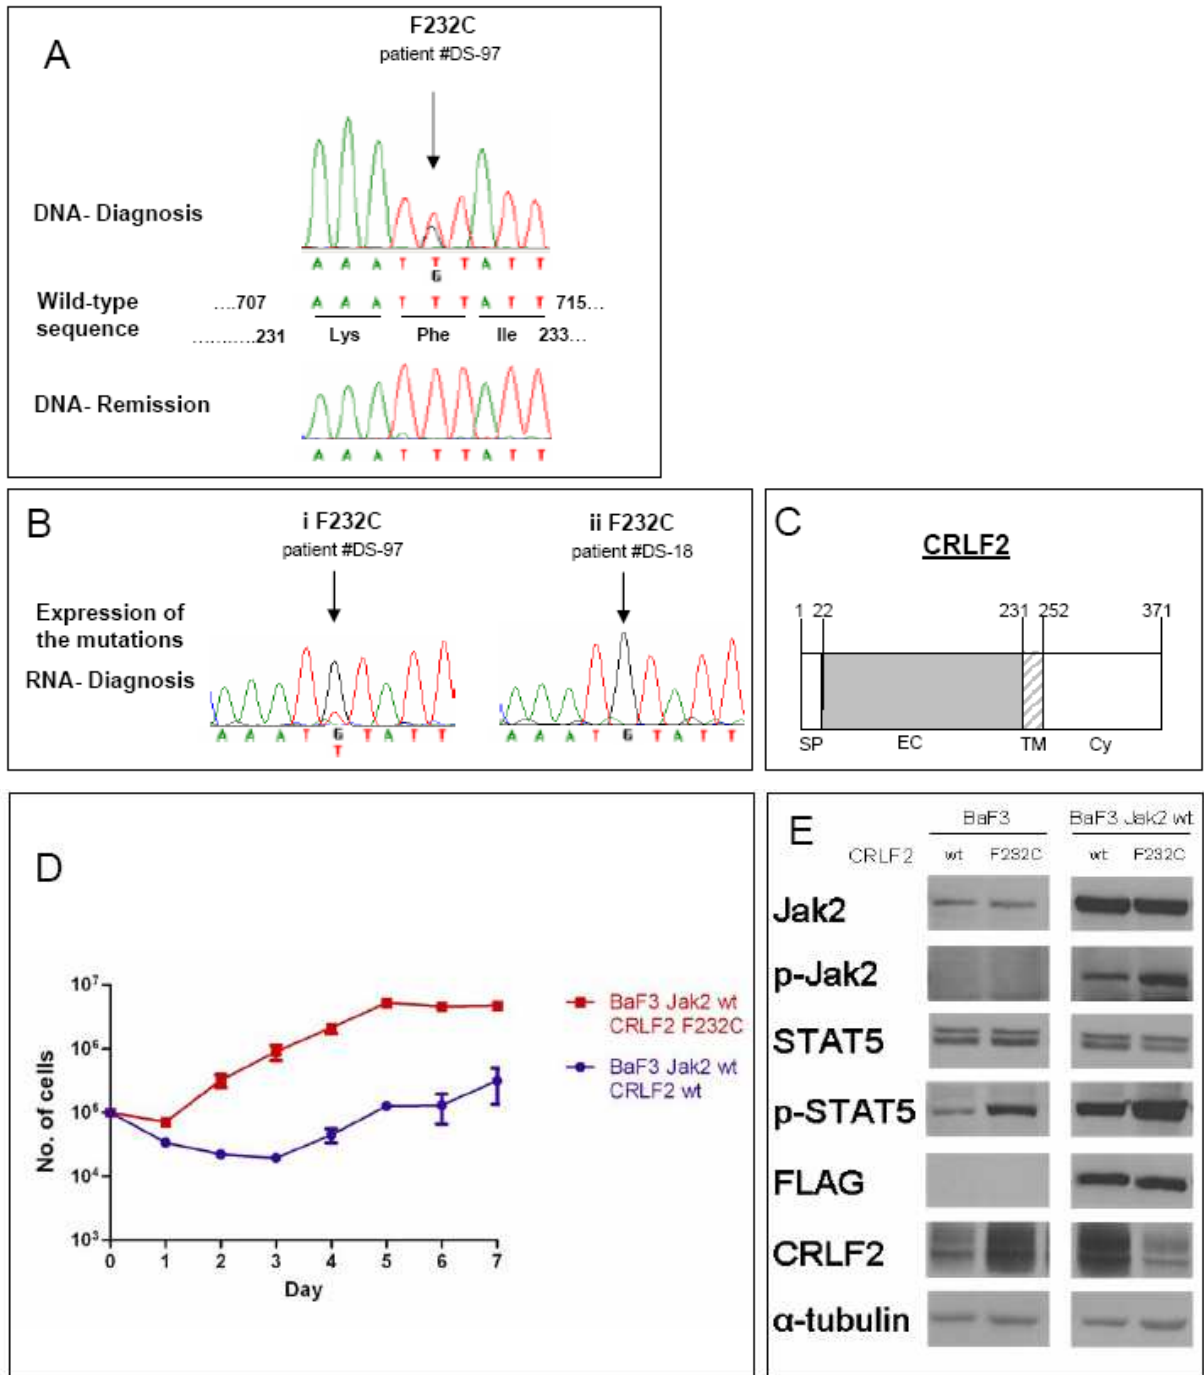 A
F232C
patient #DS-97
DNA- Diagnosis
A A A T T T A T T
G
Wild-type sequence
....707 A A A T T T A T T 715...
..........231 Lys Phe Ile 233...
DNA- Remission
A A A T T T A T T
B
i F232C
patient #DS-97
ii F232C
patient #DS-18
Expression of
the mutations
RNA- Diagnosis
A A A T G T A T T
T
A A A T G T A T T
C
CRLF2
1 22 231 252 371
SP EC TM Cy
D
10⁷
10⁶
10⁶
10⁴
10³
No. of cells
0 1 2 3 4 5 6 7
Day
BaF3 Jak2 wt
CRLF2 F232C
BaF3 Jak2 wt
CRLF2 wt
E
BaF3 BaF3 Jak2 wt
CRLF2 wt F232C wt F232C
Jak2
p-Jak2
STAT5
p-STAT5
FLAG
CRLF2
α-tubulin